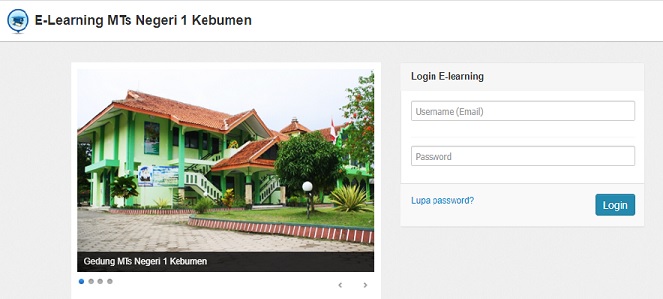 E-Learning MTs Negeri 1 Kebumen
Login E-learning
Username (Email)
Password
Lupa password?
Login
Gedung MTs Negeri 1 Kebumen